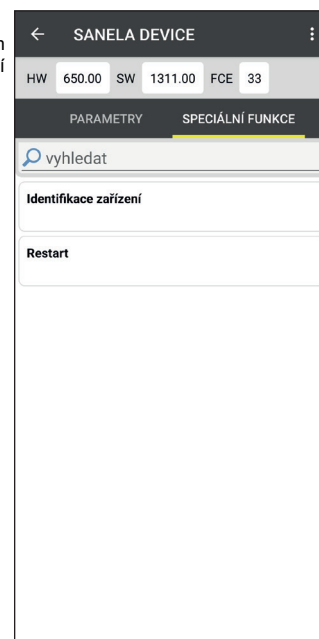 SANELA DEVICE
HW 650.00 SW 1311.00 FCE 33
PARAMETRY SPECIÁLNÍ FUNKCE
vyhledat
Identifikace zařízení
Restart